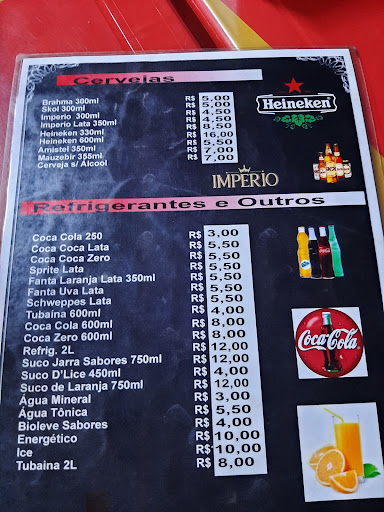 Cervejas
Brahma 300ml R$ 5,00
Skol 300ml R$ 5,00
Imperio 300ml R$ 4,50
Imperio Lata 350ml R$ 4,50
Heineken 330ml R$ 8,50
Heineken 600ml R$ 16,00
Amistel 350ml R$ 5,50
Mauzebir 355ml R$ 7,00
Cerveja s/ Alcool R$ 7,00
Heineken
IMPÉRIO
Refrigerantes e Outros
Coca Cola 250 R$ 3,00
Coca Coca Lata R$ 5,50
Coca Coca Zero R$ 5,50
Sprite Lata R$ 5,50
Fanta Laranja Lata 350ml R$ 5,50
Fanta Uva Lata R$ 5,50
Schweppes Lata R$ 5,50
Tubaína 600ml R$ 4,00
Coca Cola 600ml R$ 8,00
Coca Zero 600ml R$ 8,00
Refrig. 2L R$ 12,00
Suco Jarra Sabores 750ml R$ 12,00
Suco D'Lice 450ml R$ 4,00
Suco de Laranja 750ml R$ 12,00
Água Mineral R$ 3,00
Água Tônica R$ 5,50
Bioleve Sabores R$ 4,00
Energético R$ 10,00
Ice R$ 10,00
Tubaina 2L R$ 8,00
Coca-Cola